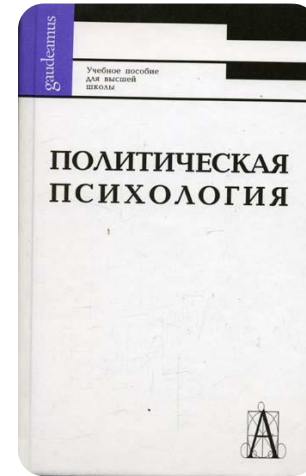 gaudeamus
Учебное пособие
для высшей
школы
ПОЛИТИЧЕСКАЯ
ПСИХОЛОГИЯ
А